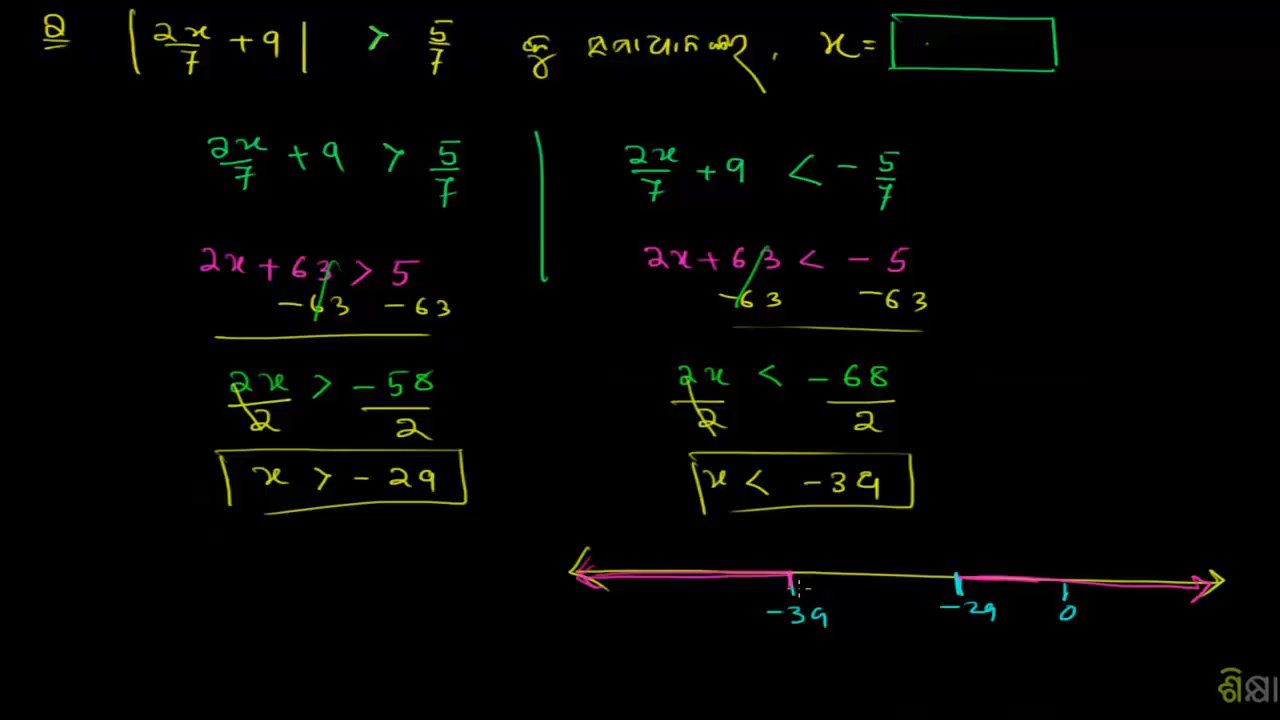 Q |2x/7 + 9| > 5/7 କୁ ସମାଧାନ କର, x =
2x/7 + 9 > 5/7
2x + 63 > 5
-63 -63
2x/2 > -58/2
x > -29
2x/7 + 9 < -5/7
2x + 63 < -5
-63 -63
2x/2 < -68/2
x < -39
-39 -29 0
ଶିକ୍ଷା